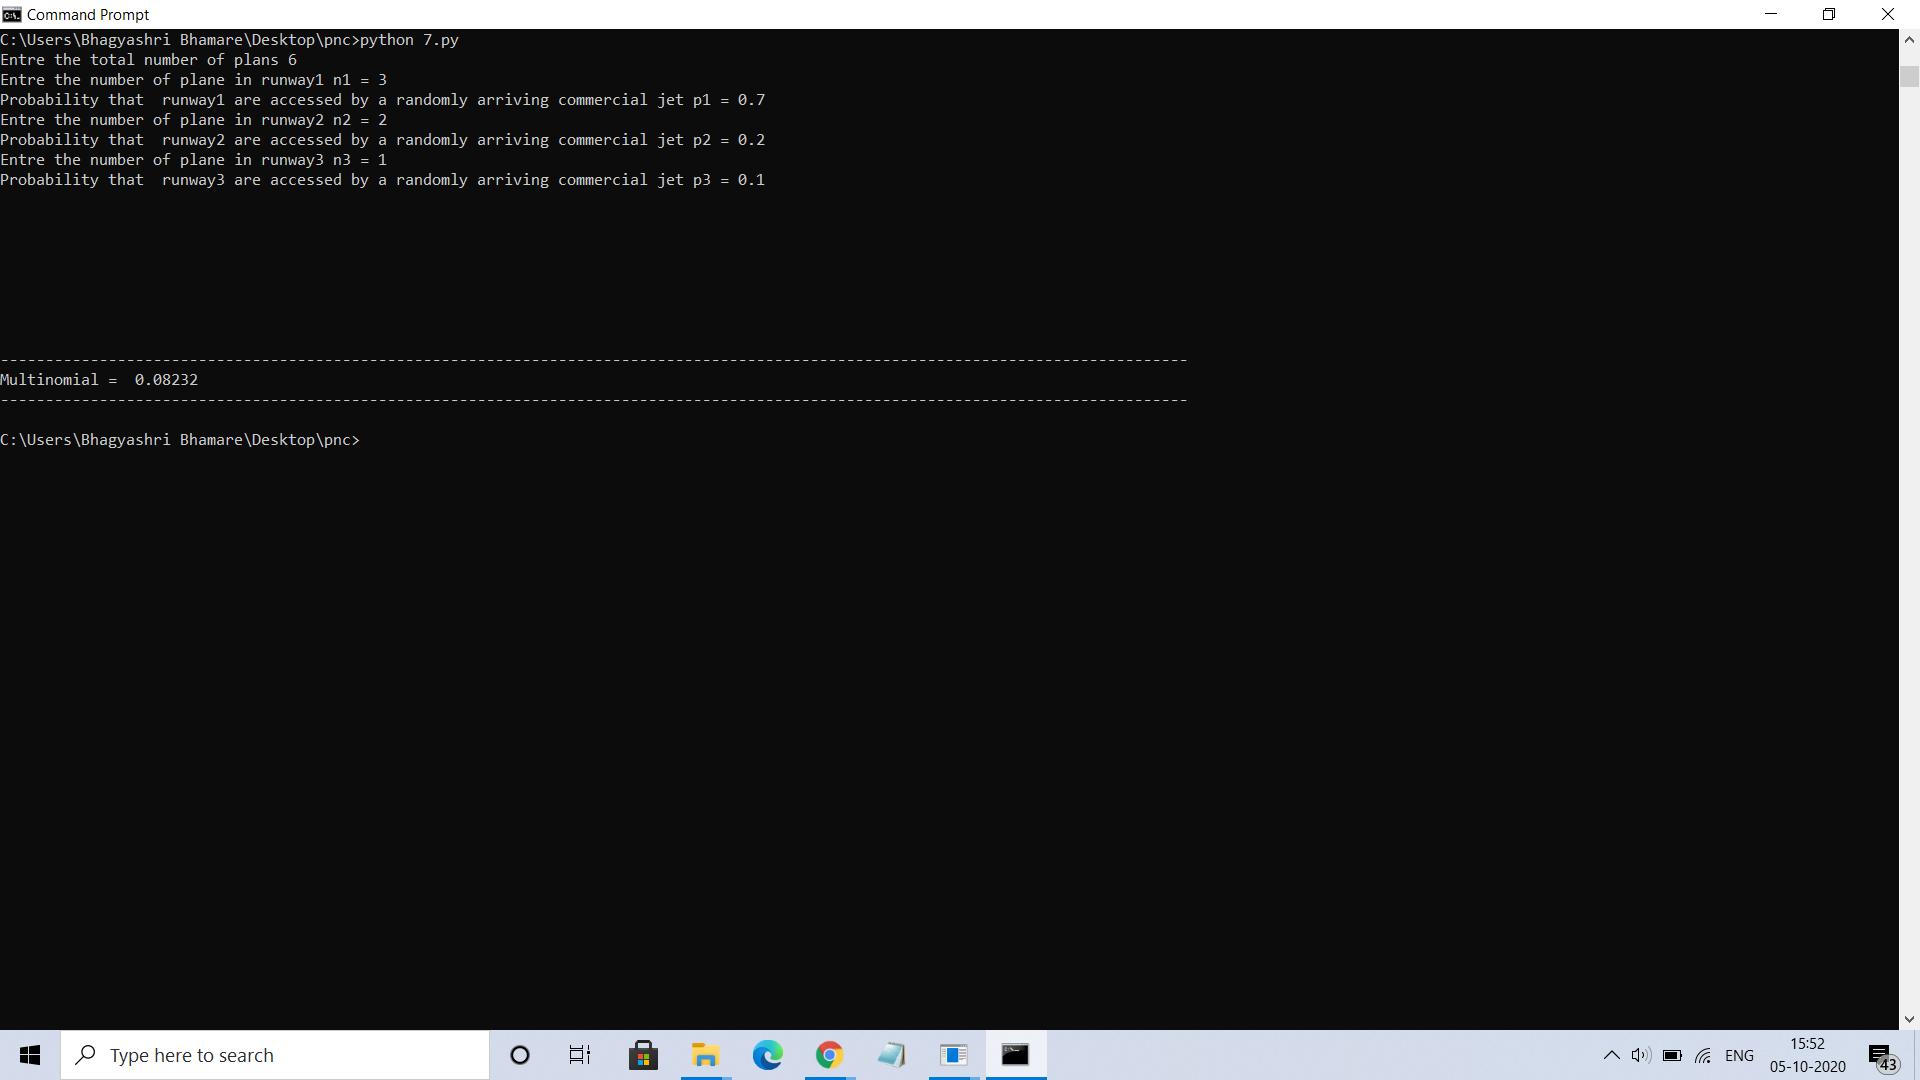 Command Prompt
C:\Users\Bhagyashri Bhamare\Desktop\pnc>python 7.py
Entre the total number of plans 6
Entre the number of plane in runway1 n1 = 3
Probability that  runway1 are accessed by a randomly arriving commercial jet p1 = 0.7
Entre the number of plane in runway2 n2 = 2
Probability that  runway2 are accessed by a randomly arriving commercial jet p2 = 0.2
Entre the number of plane in runway3 n3 = 1
Probability that  runway3 are accessed by a randomly arriving commercial jet p3 = 0.1
------------------------------------------------------------------------------------------------------------------------------------
Multinomial =  0.08232
------------------------------------------------------------------------------------------------------------------------------------
C:\Users\Bhagyashri Bhamare\Desktop\pnc>
Type here to search
ENG
15:52
05-10-2020
43